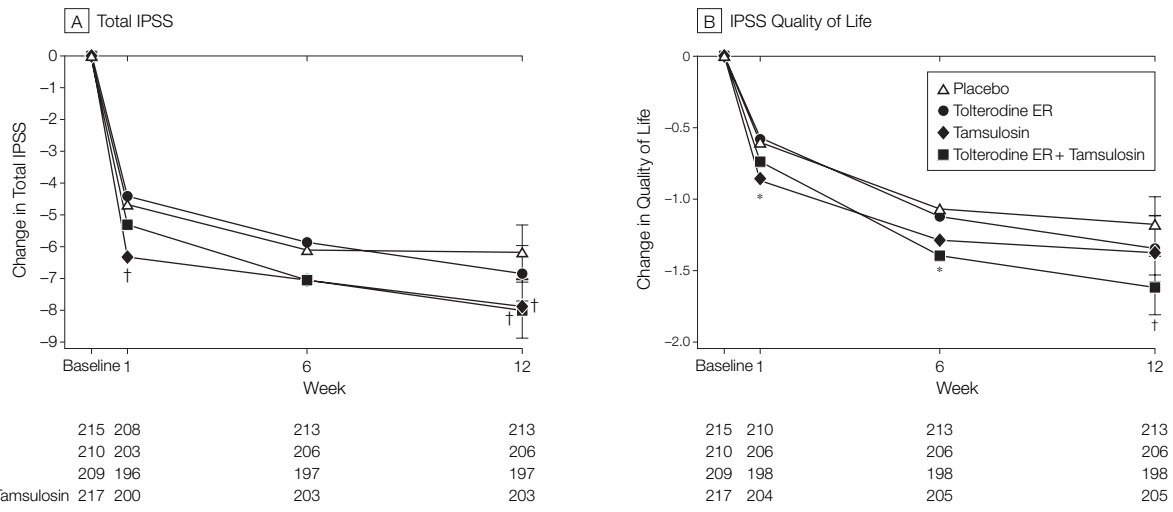 A Total IPSS
Change in Total IPSS
0
–1
–2
–3
–4
–5
–6
–7
–8
–9
†
†
†
Baseline 1 6 12
Week
215 208 213 213
210 203 206 206
209 196 197 197
Tamsulosin 217 200 203 203
B IPSS Quality of Life
Change in Quality of Life
0
–0.5
–1.0
–1.5
–2.0
Placebo
Tolterodine ER
Tamsulosin
Tolterodine ER + Tamsulosin
*
*
†
Baseline 1 6 12
Week
215 210 213 213
210 206 206 206
209 198 198 198
217 204 205 205